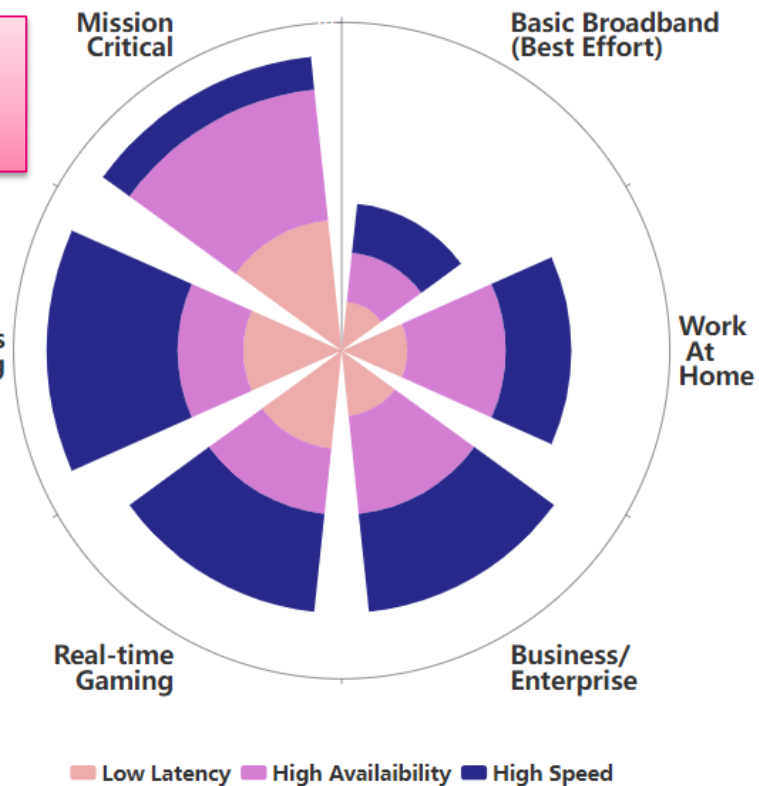 Mission
Critical
Basic Broadband
(Best Effort)
Work
At
Home
Real-time
Gaming
Business/
Enterprise
Low Latency
High Availaibility
High Speed